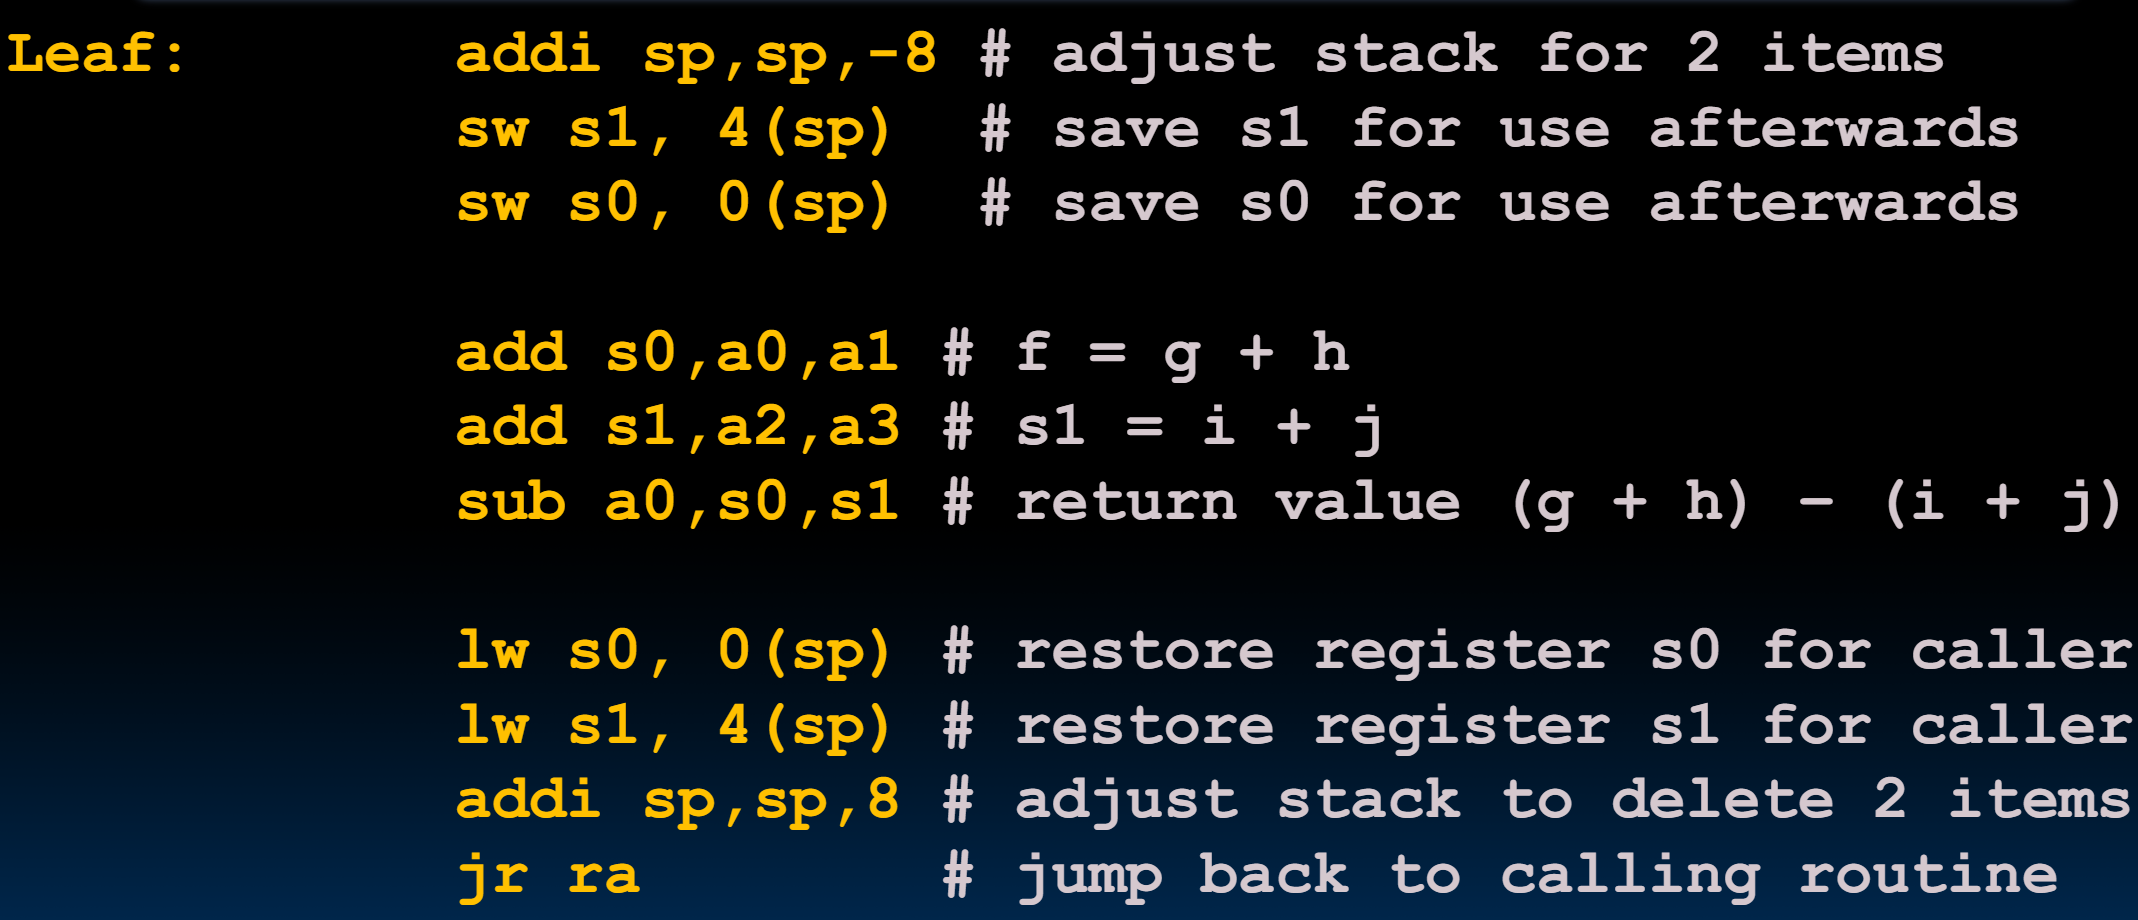 Leaf: addi sp,sp,-8 # adjust stack for 2 items
sw s1, 4(sp) # save s1 for use afterwards
sw s0, 0(sp) # save s0 for use afterwards
add s0,a0,a1 # f = g + h
add s1,a2,a3 # s1 = i + j
sub a0,s0,s1 # return value (g + h) – (i + j)
lw s0, 0(sp) # restore register s0 for caller
lw s1, 4(sp) # restore register s1 for caller
addi sp,sp,8 # adjust stack to delete 2 items
jr ra # jump back to calling routine